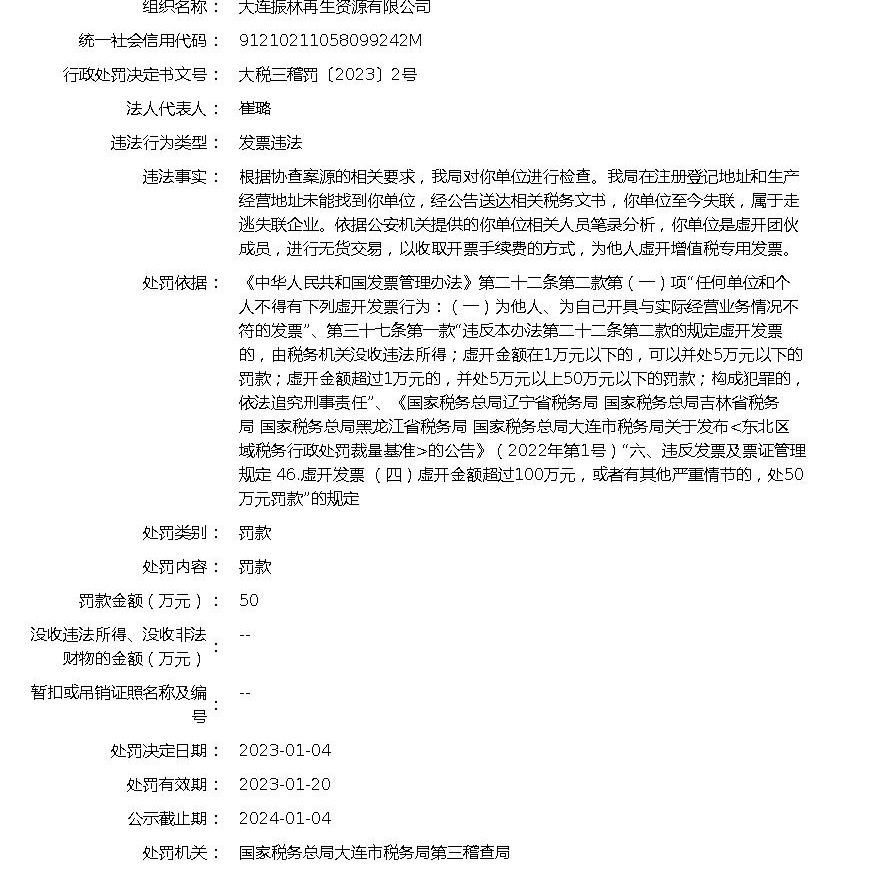 组织名称： 大连振林再生资源有限公司
统一社会信用代码： 91210211058099242M
行政处罚决定书文号： 大税三稽罚〔2023〕2号
法人代表人： 崔璐
违法行为类型： 发票违法
违法事实： 根据协查案源的相关要求，我局对你单位进行检查。我局在注册登记地址和生产
经营地址未能找到你单位，经公告送达相关税务文书，你单位至今失联，属于走
逃失联企业。依据公安机关提供的你单位相关人员笔录分析，你单位是虚开团伙
成员，进行无货交易，以收取开票手续费的方式，为他人虚开增值税专用发票。
处罚依据： 《中华人民共和国发票管理办法》第二十二条第二款第（一）项“任何单位和个
人不得有下列虚开发票行为：（一）为他人、为自己开具与实际经营业务情况不
符的发票”、第三十七条第一款“违反本办法第二十二条第二款的规定虚开发票
的，由税务机关没收违法所得；虚开金额在1万元以下的，可以并处5万元以下的
罚款；虚开金额超过1万元的，并处5万元以上50万元以下的罚款；构成犯罪的，
依法追究刑事责任”、《国家税务总局辽宁省税务局 国家税务总局吉林省税务
局 国家税务总局黑龙江省税务局 国家税务总局大连市税务局关于发布<东北区
域税务行政处罚裁量基准>的公告》（2022年第1号）“六、违反发票及票证管理
规定 46.虚开发票 （四）虚开金额超过100万元，或者有其他严重情节的，处50
万元罚款”的规定
处罚类别： 罚款
处罚内容： 罚款
罚款金额（万元）： 50
没收违法所得、没收非法
财物的金额（万元）： --
暂扣或吊销证照名称及编
号： --
处罚决定日期： 2023-01-04
处罚有效期： 2023-01-20
公示截止期： 2024-01-04
处罚机关： 国家税务总局大连市税务局第三稽查局